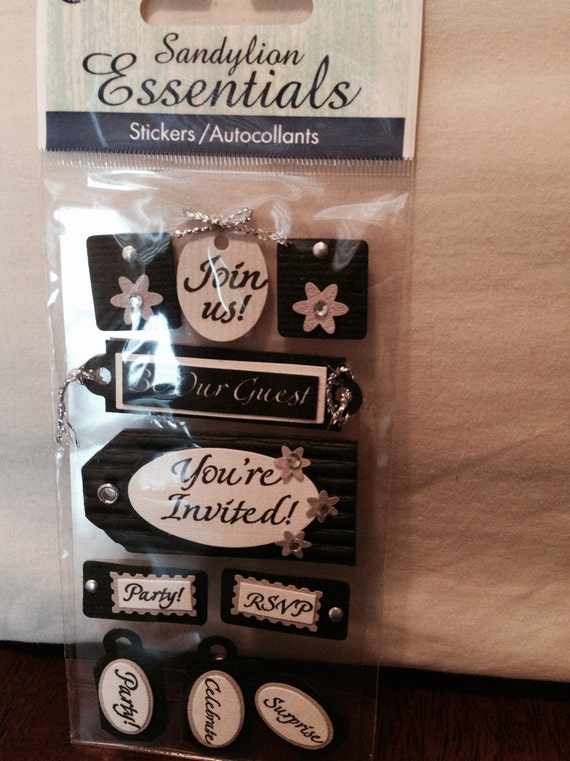 Sandylion
Essentials
Stickers/Autocollants
Join
us!
Be Our Guest
You're
Invited!
Party!
RSVP
Party!
Celebrate
Surprise